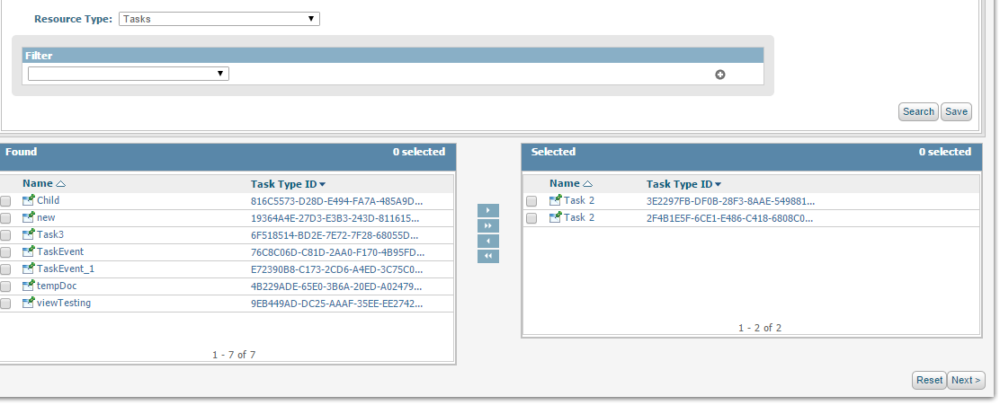 Resource Type: Tasks
Filter
Search Save
Found 0 selected
Name Task Type ID
Child 816C5573-D28D-E494-FA7A-485A9D...
new 19364A4E-27D3-E3B3-243D-811615...
Task3 6F518514-BD2E-7E72-7F28-68055D...
TaskEvent 76C8C06D-C81D-2AA0-F170-4B95FD...
TaskEvent_1 E72390B8-C173-2CD6-A4ED-3C75C0...
tempDoc 4B229ADE-65E0-3B6A-20ED-A02479...
viewTesting 9EB449AD-DC25-AAAF-35EE-EE2742...
1 - 7 of 7
Selected 0 selected
Name Task Type ID
Task 2 3E2297FB-DF0B-28F3-8AAE-549881...
Task 2 2F4B1E5F-6CE1-E486-C418-6808C0...
1 - 2 of 2
Reset Next >